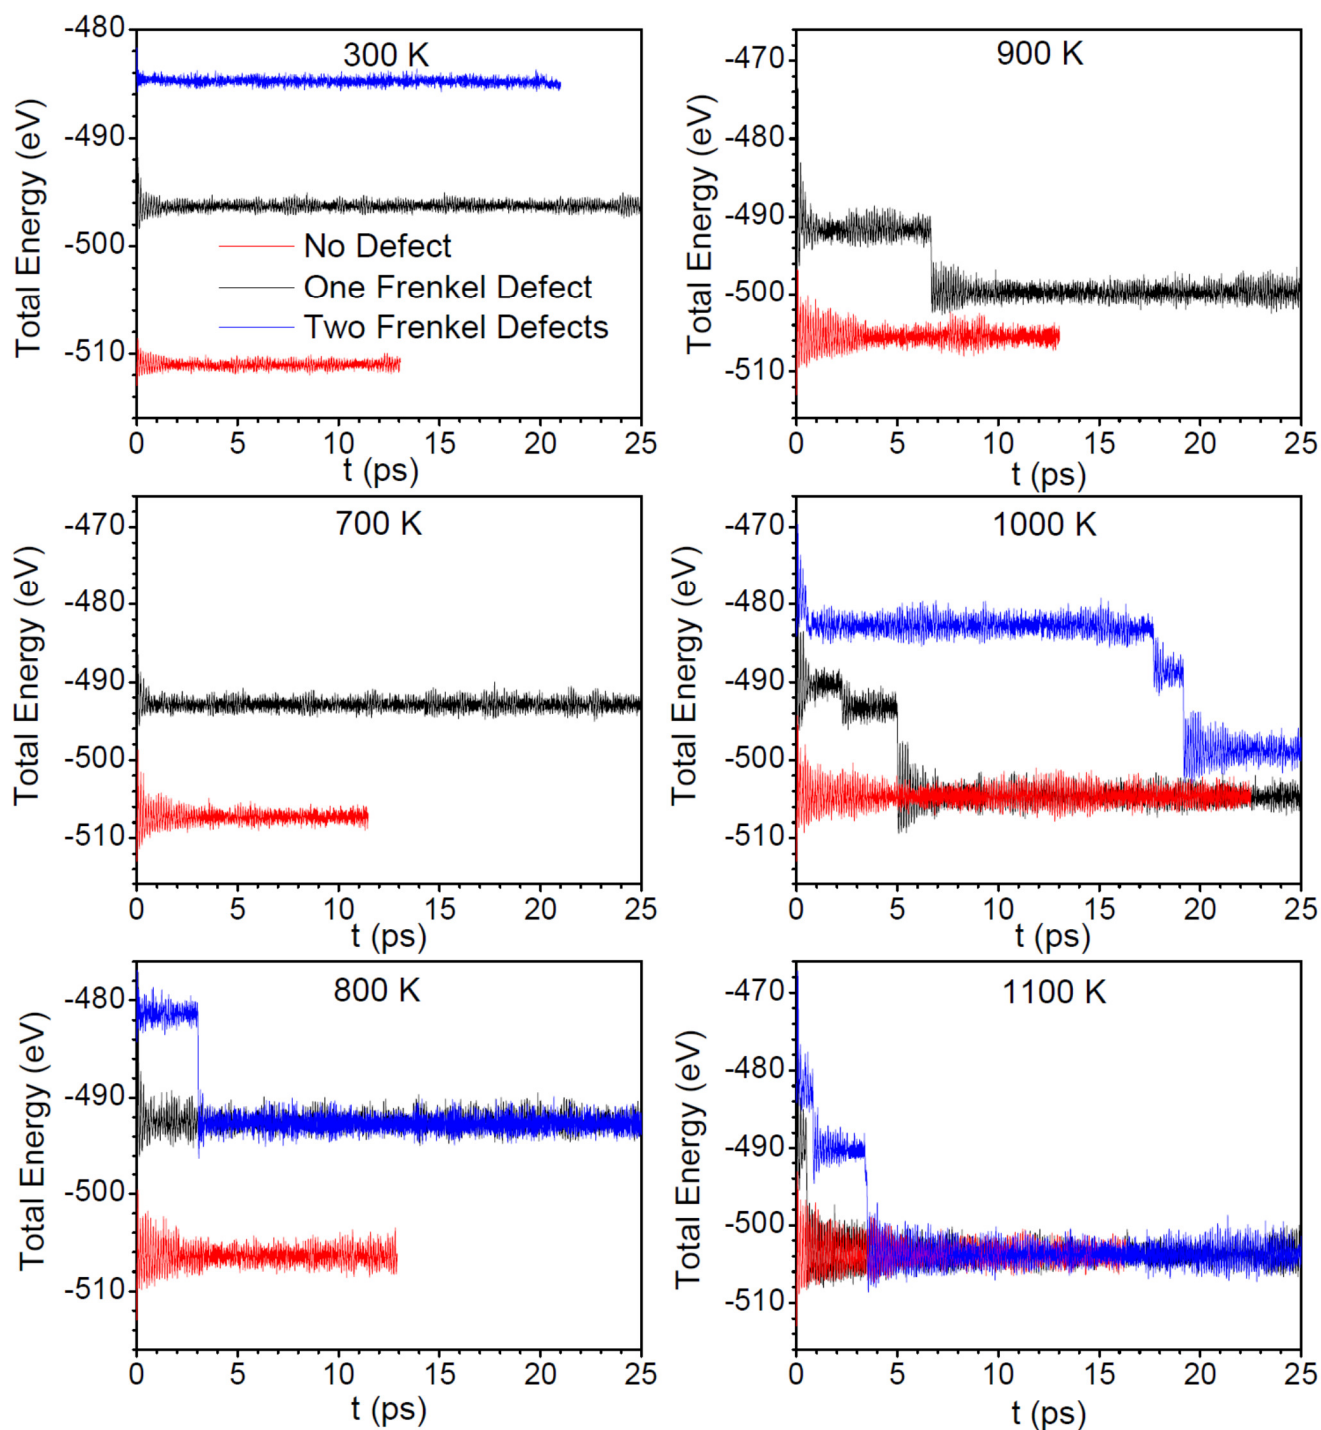 300 K
Total Energy (eV)
-480
-490
-500
-510
No Defect
One Frenkel Defect
Two Frenkel Defects
0 5 10 15 20 25
t (ps)
900 K
Total Energy (eV)
-470
-480
-490
-500
-510
0 5 10 15 20 25
t (ps)
700 K
Total Energy (eV)
-470
-480
-490
-500
-510
0 5 10 15 20 25
t (ps)
1000 K
Total Energy (eV)
-470
-480
-490
-500
-510
0 5 10 15 20 25
t (ps)
800 K
Total Energy (eV)
-480
-490
-500
-510
0 5 10 15 20 25
t (ps)
1100 K
Total Energy (eV)
-470
-480
-490
-500
-510
0 5 10 15 20 25
t (ps)